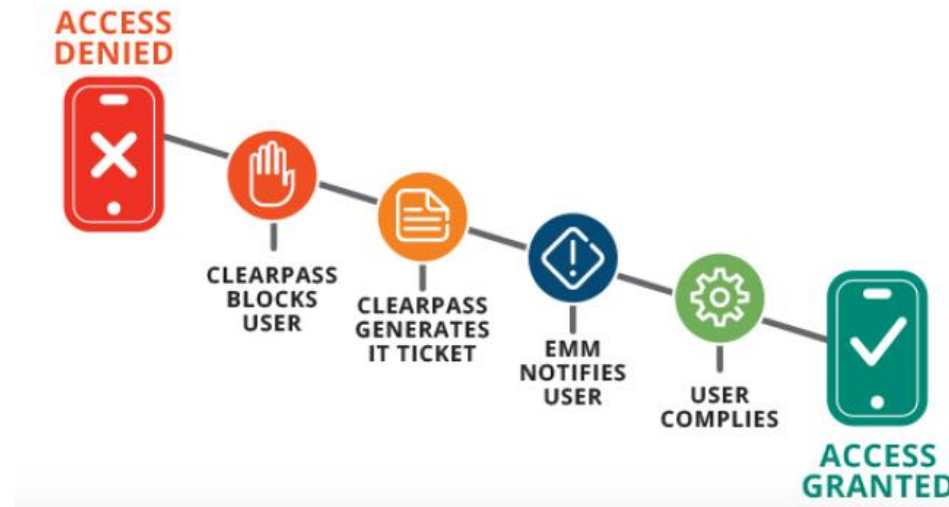 ACCESS
DENIED
CLEARPASS
BLOCKS
USER
CLEARPASS
GENERATES
IT TICKET
EMM
NOTIFIES
USER
USER
COMPLIES
ACCESS
GRANTED